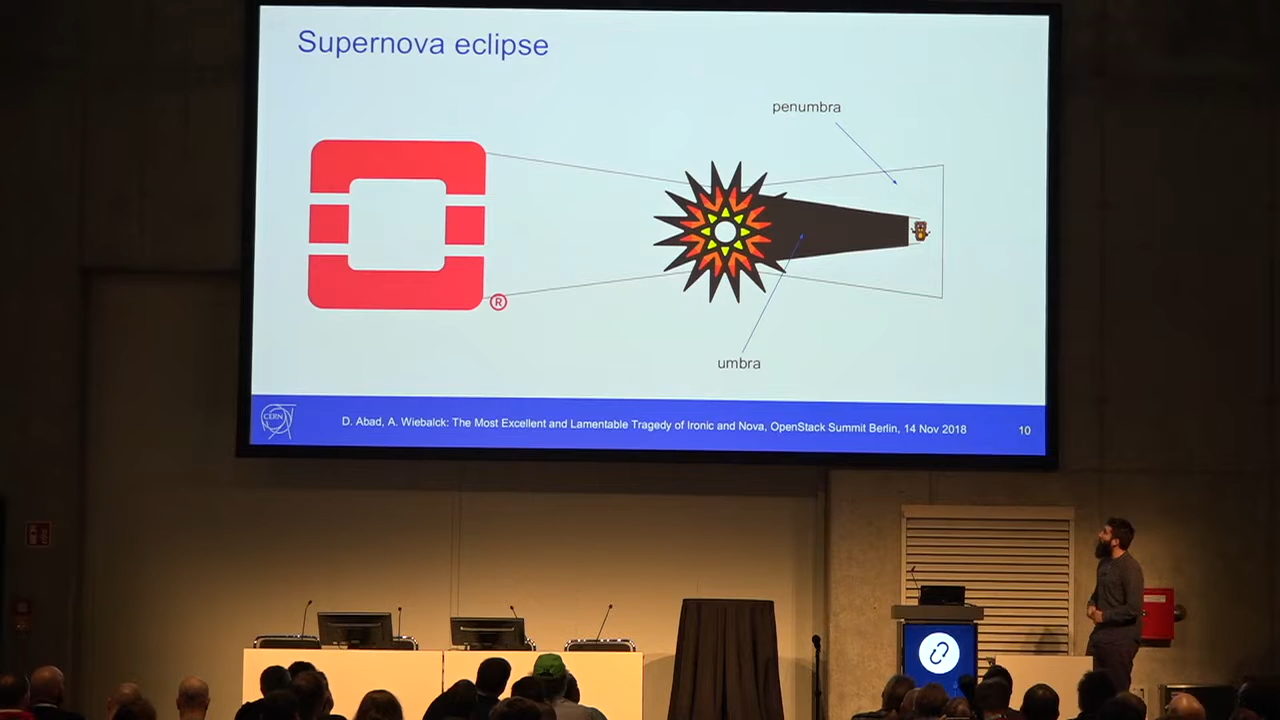 Supernova eclipse
penumbra
®
umbra
CERN
D. Abad, A. Wiebalck: The Most Excellent and Lamentable Tragedy of Ironic and Nova, OpenStack Summit Berlin, 14 Nov 2018
10